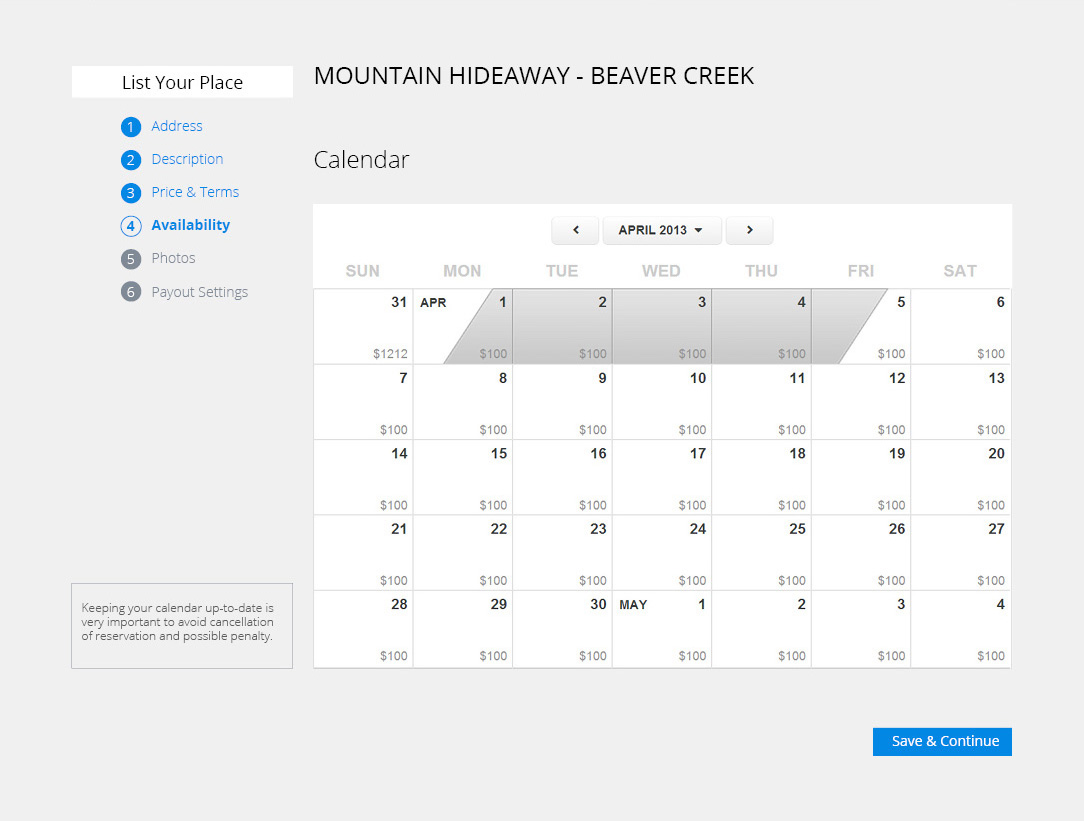 List Your Place
1 Address
2 Description
3 Price & Terms
4 Availability
5 Photos
6 Payout Settings
Keeping your calendar up-to-date is
very important to avoid cancellation
of reservation and possible penalty.
MOUNTAIN HIDEAWAY - BEAVER CREEK
Calendar
APRIL 2013
SUN MON TUE WED THU FRI SAT
31 APR 1 2 3 4 5 6
$1212 $100 $100 $100 $100 $100 $100
7 8 9 10 11 12 13
$100 $100 $100 $100 $100 $100 $100
14 15 16 17 18 19 20
$100 $100 $100 $100 $100 $100 $100
21 22 23 24 25 26 27
$100 $100 $100 $100 $100 $100 $100
28 29 30 MAY 1 2 3 4
$100 $100 $100 $100 $100 $100 $100
Save & Continue